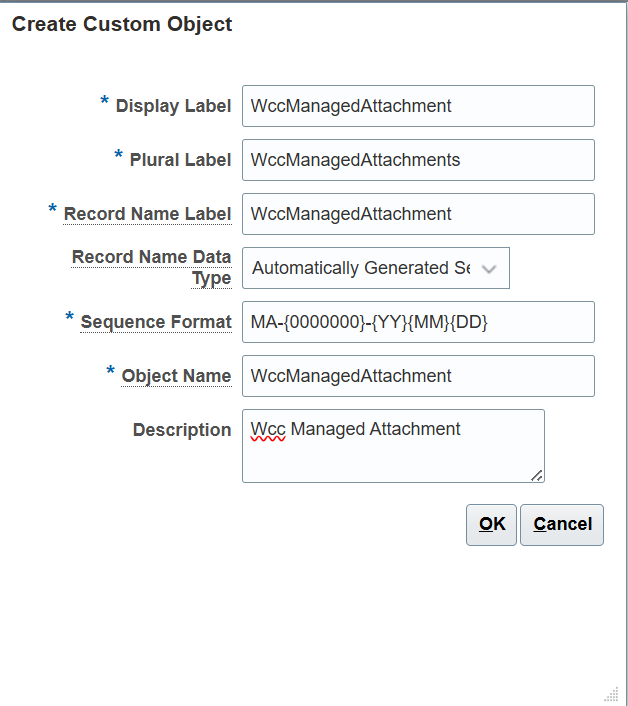 Create Custom Object
* Display Label WccManagedAttachment
* Plural Label WccManagedAttachments
* Record Name Label WccManagedAttachment
Record Name Data
Type Automatically Generated Se
* Sequence Format MA-{0000000}-{YY}{MM}{DD}
* Object Name WccManagedAttachment
Description Wcc Managed Attachment
OK Cancel